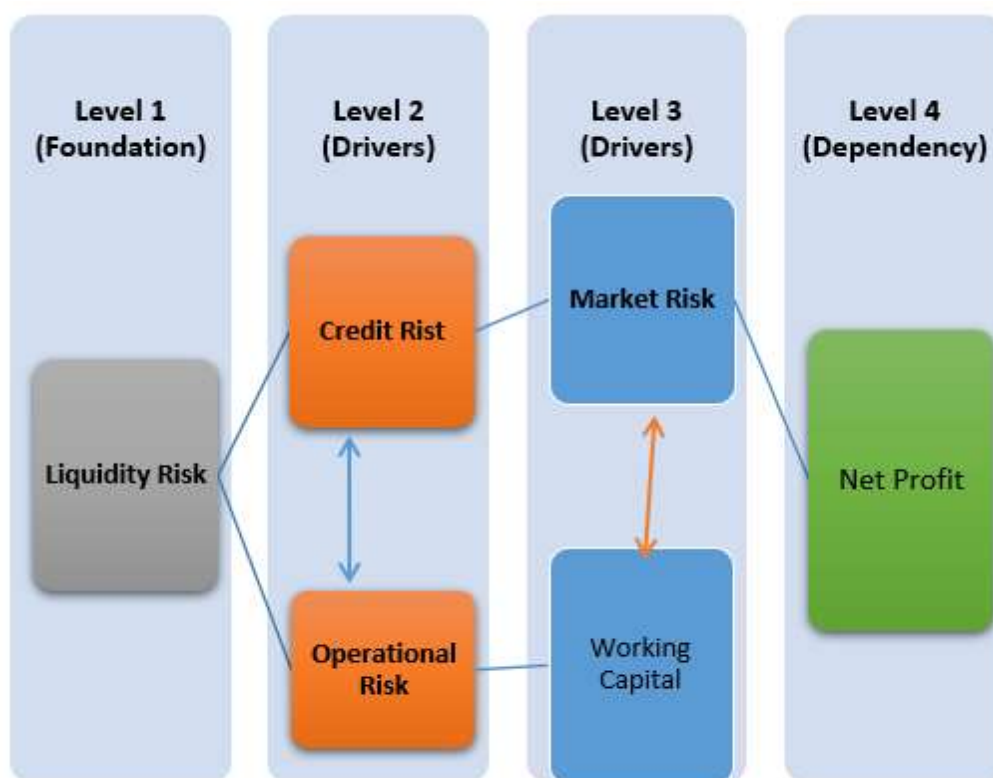 Level 1
(Foundation)
Level 2
(Drivers)
Level 3
(Drivers)
Level 4
(Dependency)
Liquidity Risk
Credit Rist
Operational
Risk
Market Risk
Working
Capital
Net Profit